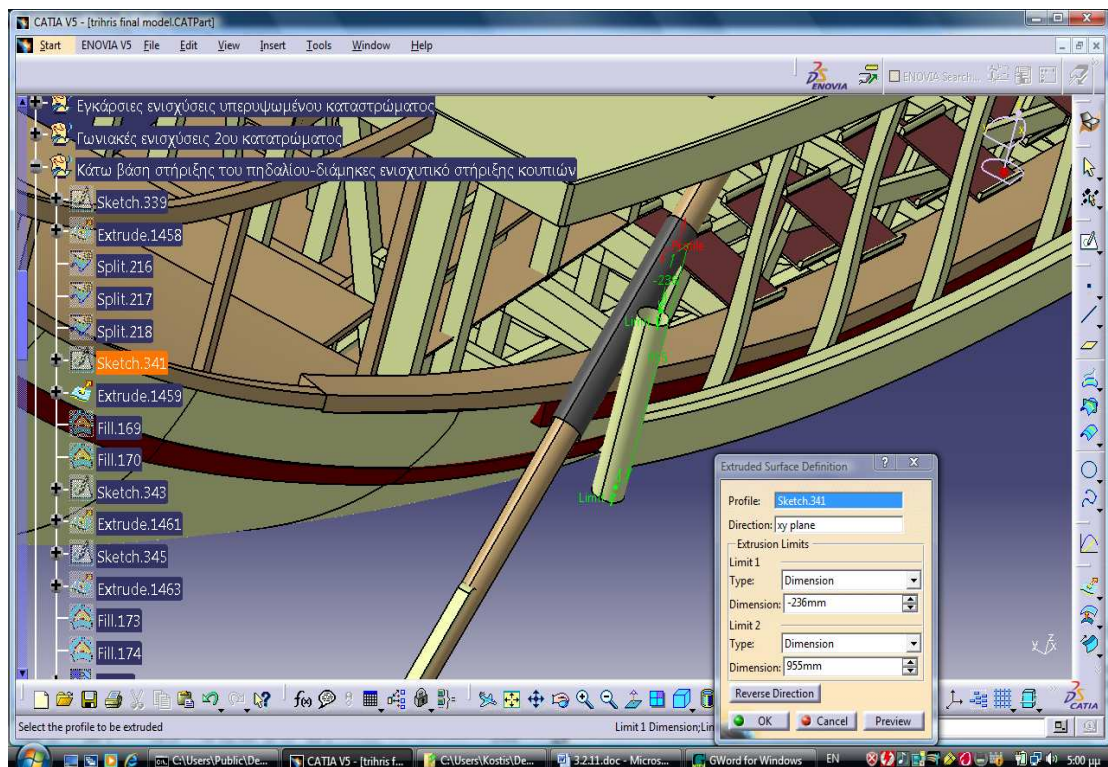 CATIA V5 - [trihris final model.CATPart]
Start ENOVIA V5 File Edit View Insert Tools Window Help
ENOVIA
ENOVIA Search...
Εγκάρσιες ενισχύσεις υπερυψωμένου καταστρώματος
Γωνιακές ενισχύσεις 2ου κατατρώματος
Κάτω βάση στήριξης του πηδαλίου-διάμηκες ενισχυτικό στήριξης κουπιών
Sketch.339
Extrude.1458
Split.216
Split.217
Split.218
Sketch.341
Extrude.1459
Fill.169
Fill.170
Sketch.343
Extrude.1461
Sketch.345
Extrude.1463
Fill.173
Fill.174
-236
Limit
Limit
Extruded Surface Definition
Profile: Sketch.341
Direction: xy plane
Extrusion Limits
Limit 1
Type: Dimension
Dimension: -236mm
Limit 2
Type: Dimension
Dimension: 955mm
Reverse Direction
OK Cancel Preview
x z
f(x)
CATIA
Select the profile to be extruded
Limit 1 Dimension;Lin
C:\Users\Public\De... CATIA V5 - [trihris f... C:\Users\Kostis\De... 3.2.11.doc - Micros... GWord for Windows EN 5:00 μμ